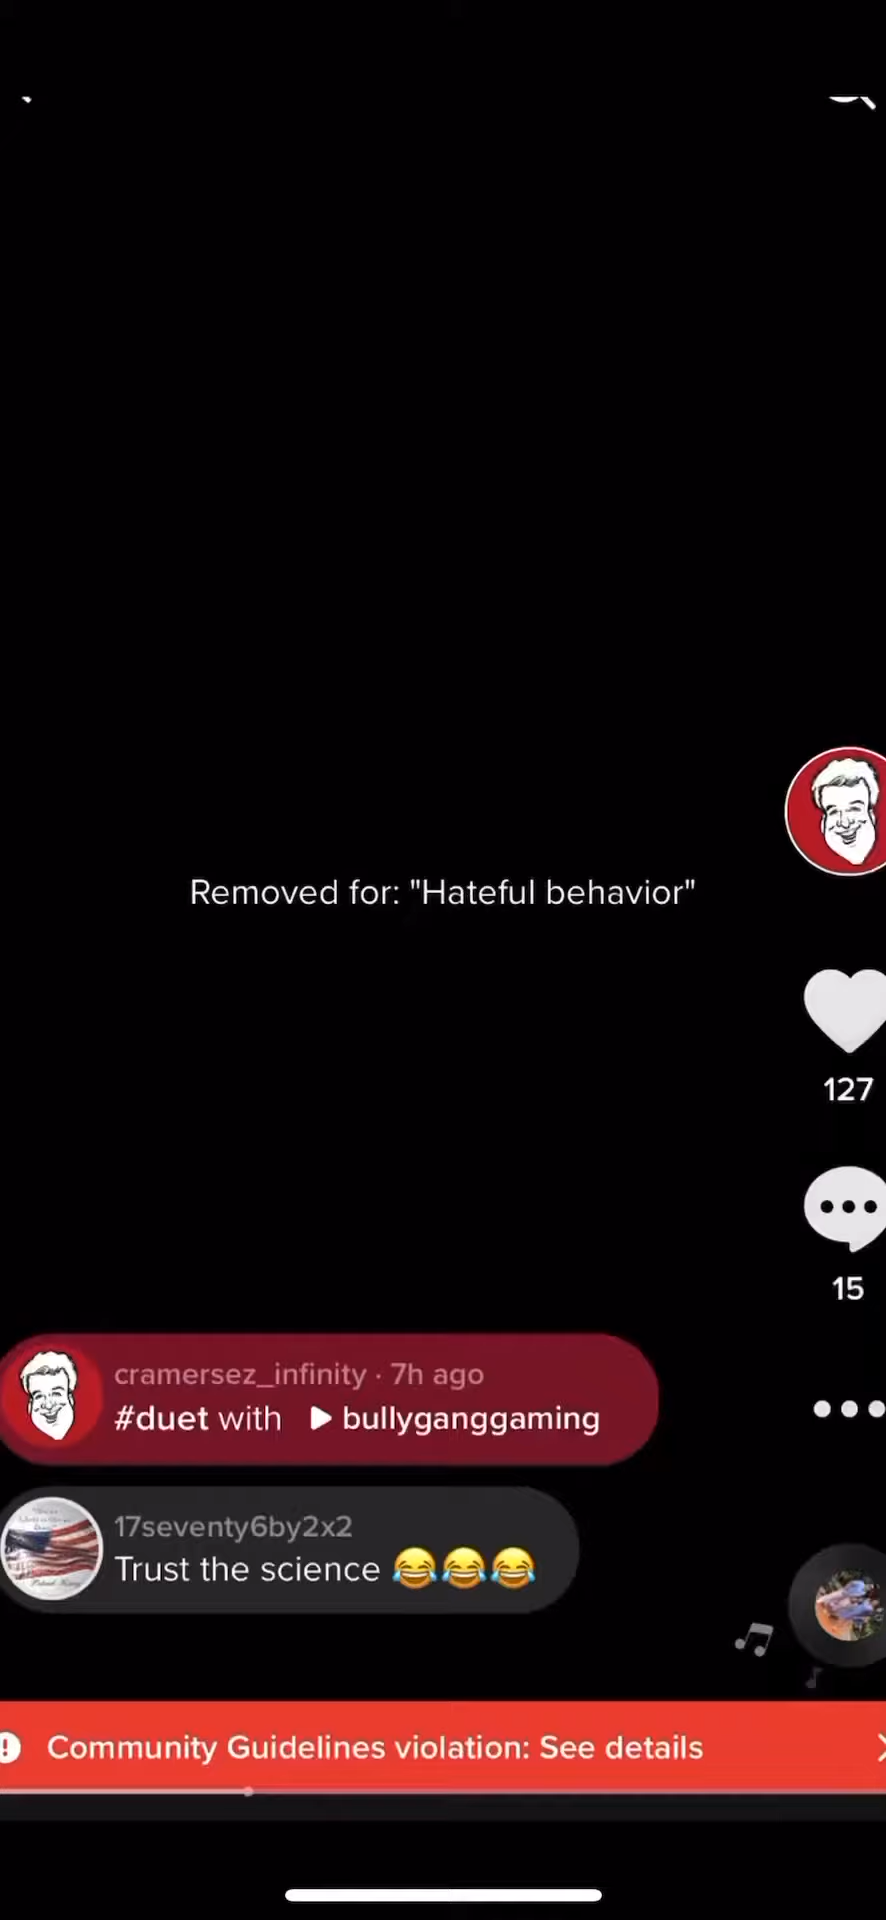 Removed for: "Hateful behavior"
127
15
cramersez_infinity · 7h ago
#duet with ▶ bullyganggaming
17seventy6by2x2
Trust the science 😂😂😂
Community Guidelines violation: See details